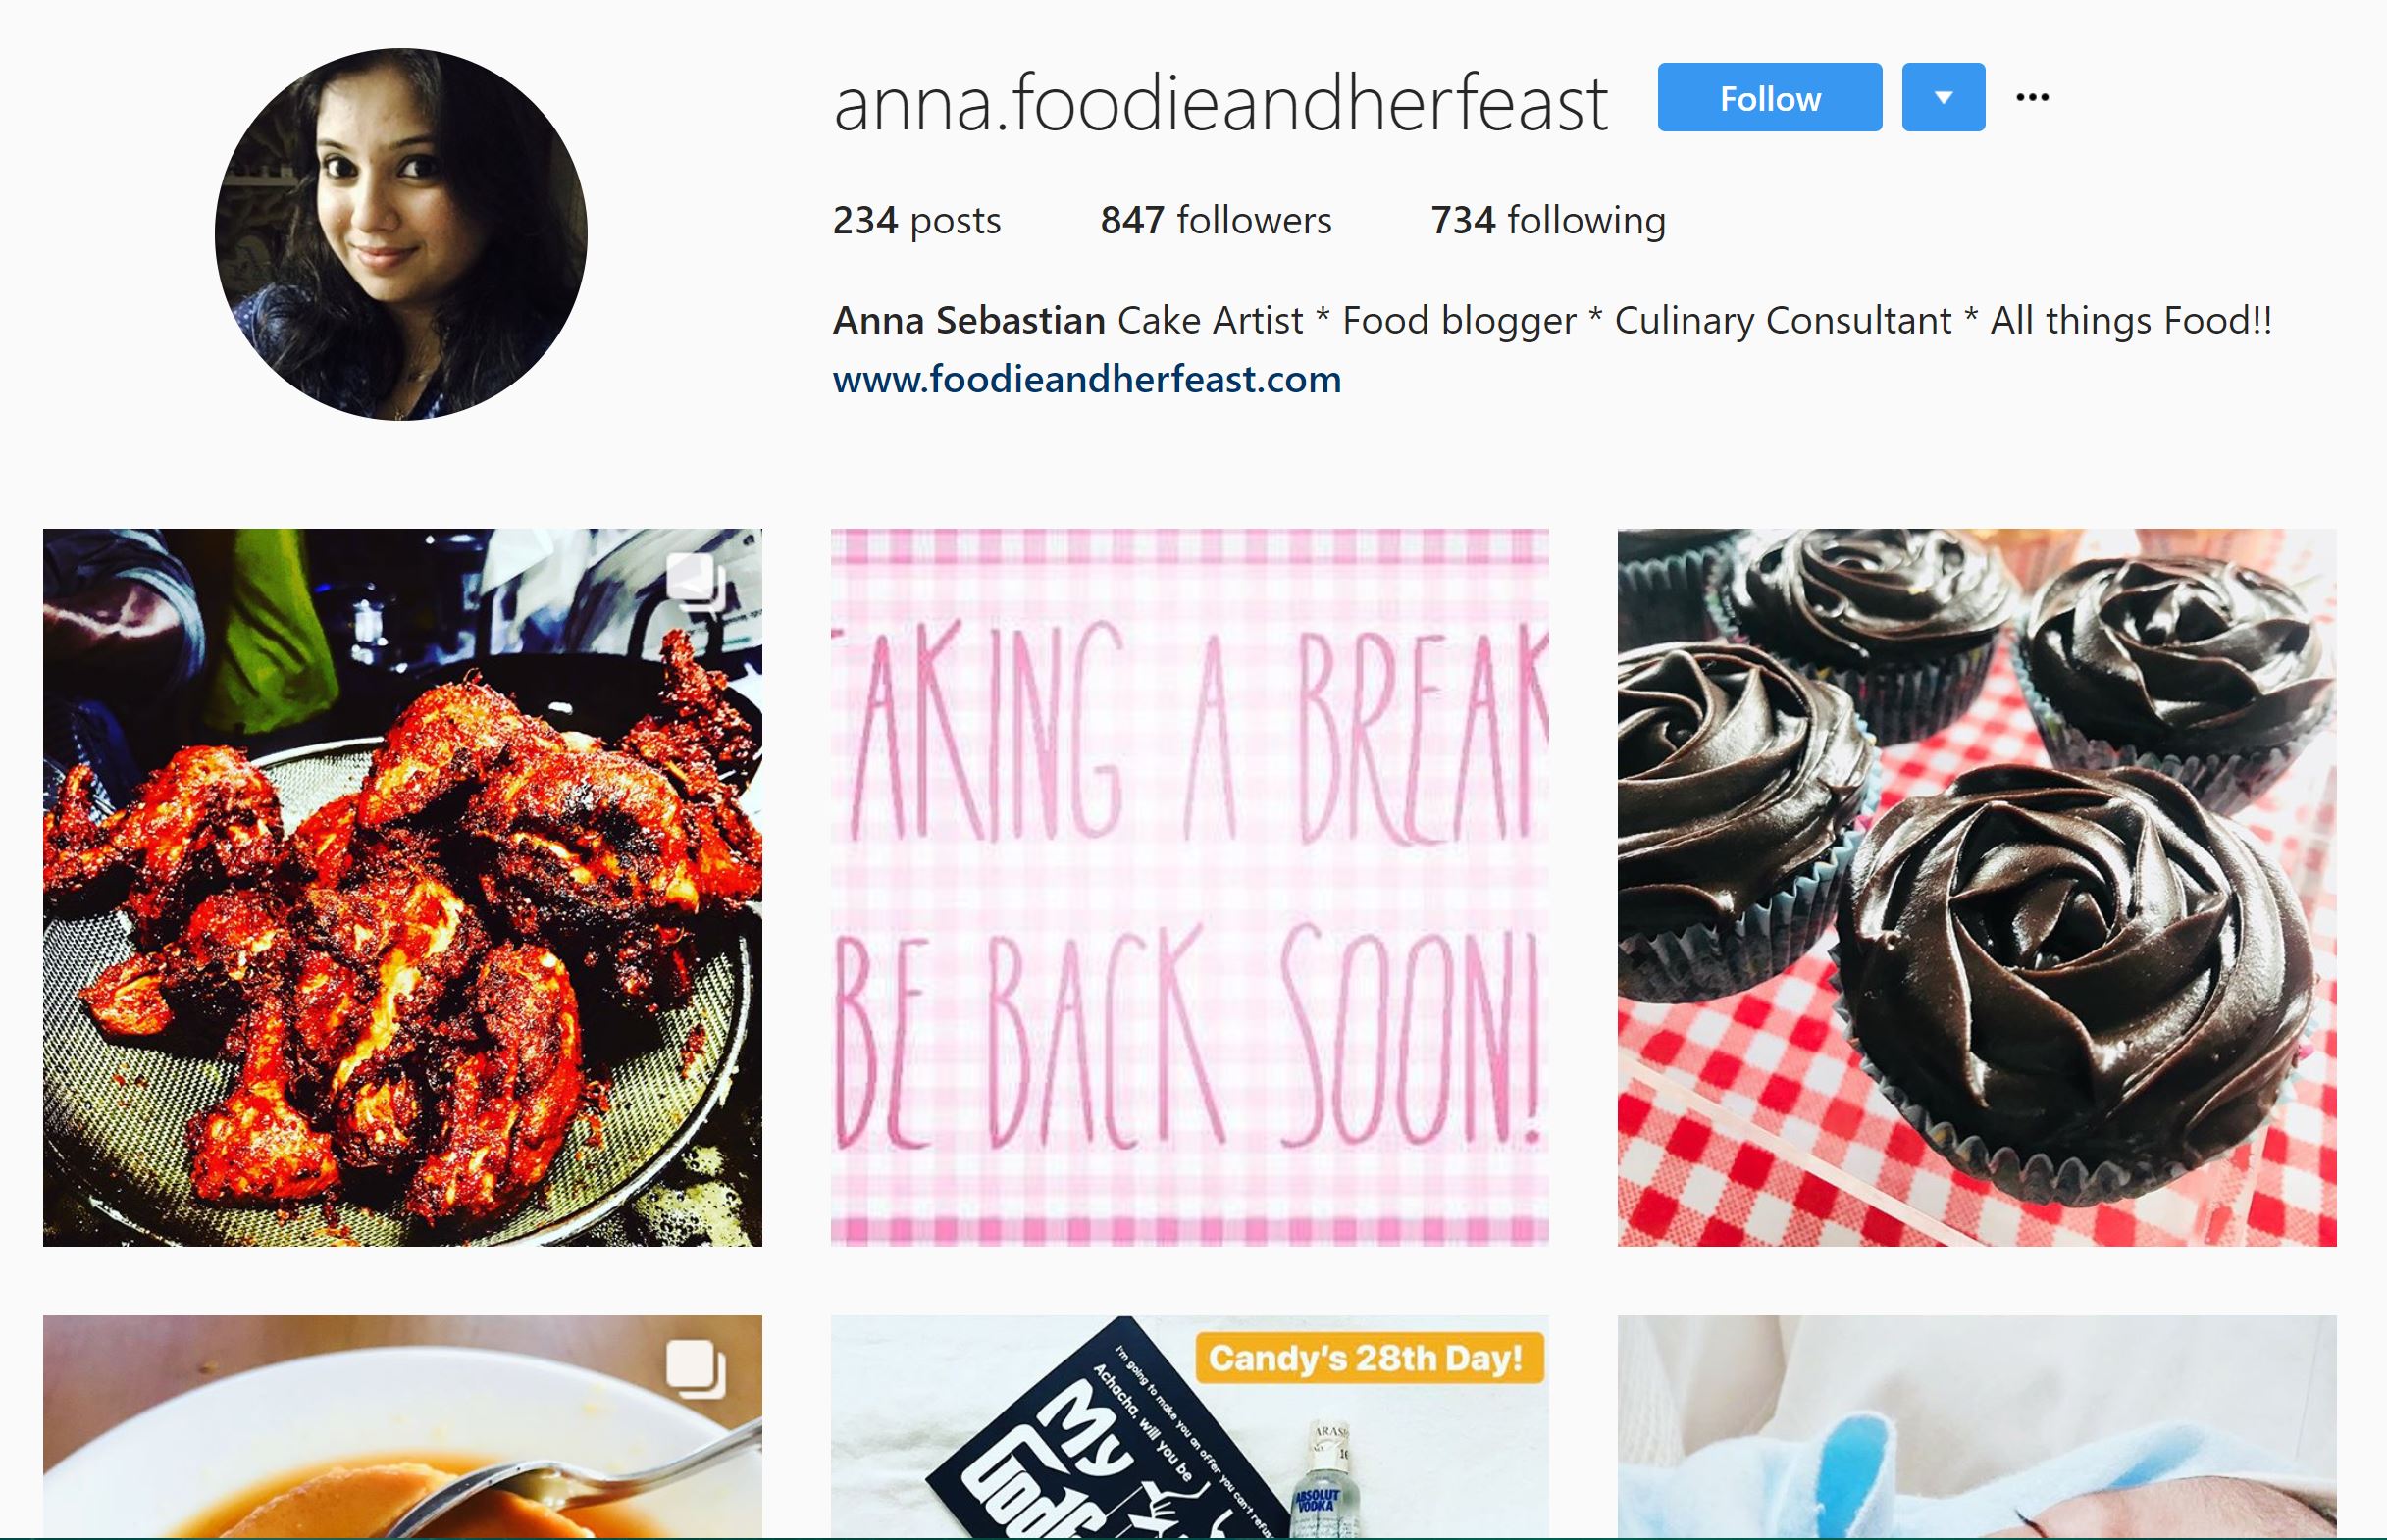 anna.foodieandherfeast Follow
234 posts 847 followers 734 following
Anna Sebastian Cake Artist * Food blogger * Culinary Consultant * All things Food!!
www.foodieandherfeast.com
AKING A BREAK
BE BACK SOON!
Candy's 28th Day!
I'm going to make you an offer you can't refuse
Achacha, will you be
My
Godf
ABSOLUT
VODKA